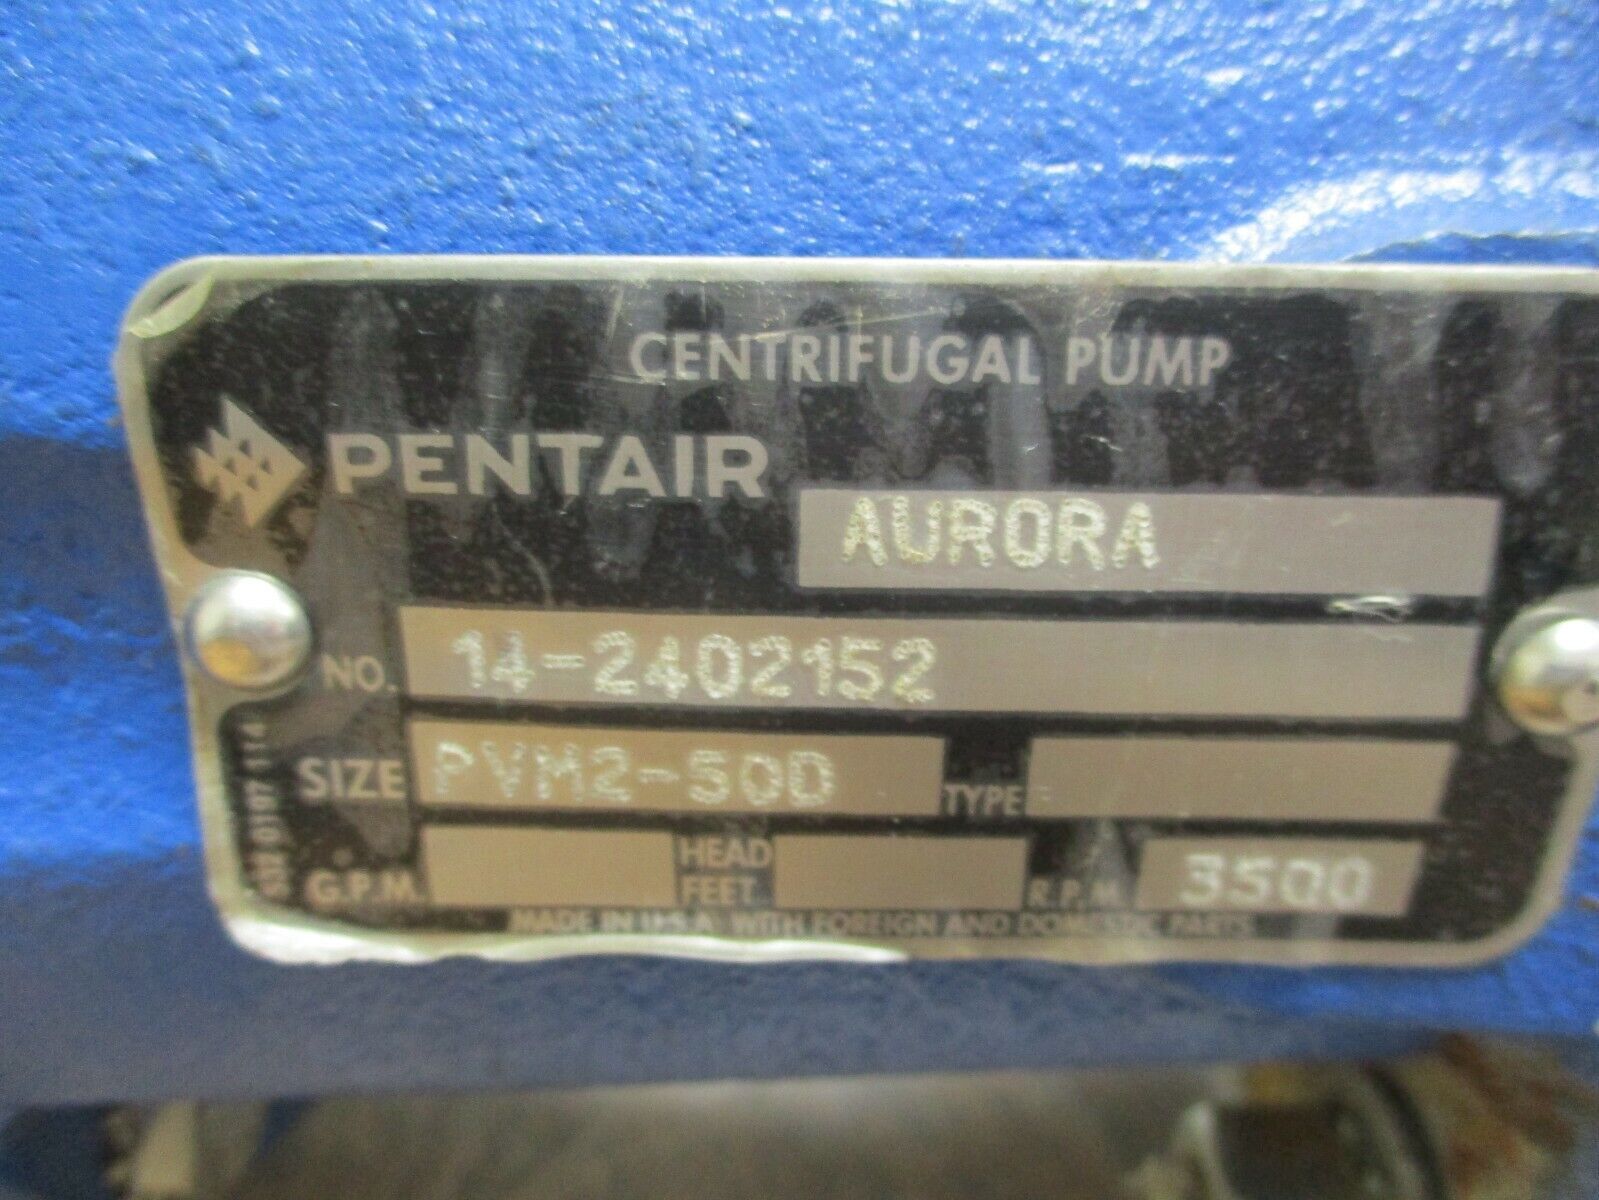 CENTRIFUGAL PUMP
PENTAIR
AURORA
NO. 14-2402152
SIZE PVM2-50D TYPE
G.P.M. HEAD FEET R.P.M. 3500
MADE IN U.S.A. WITH FOREIGN AND DOMESTIC PARTS